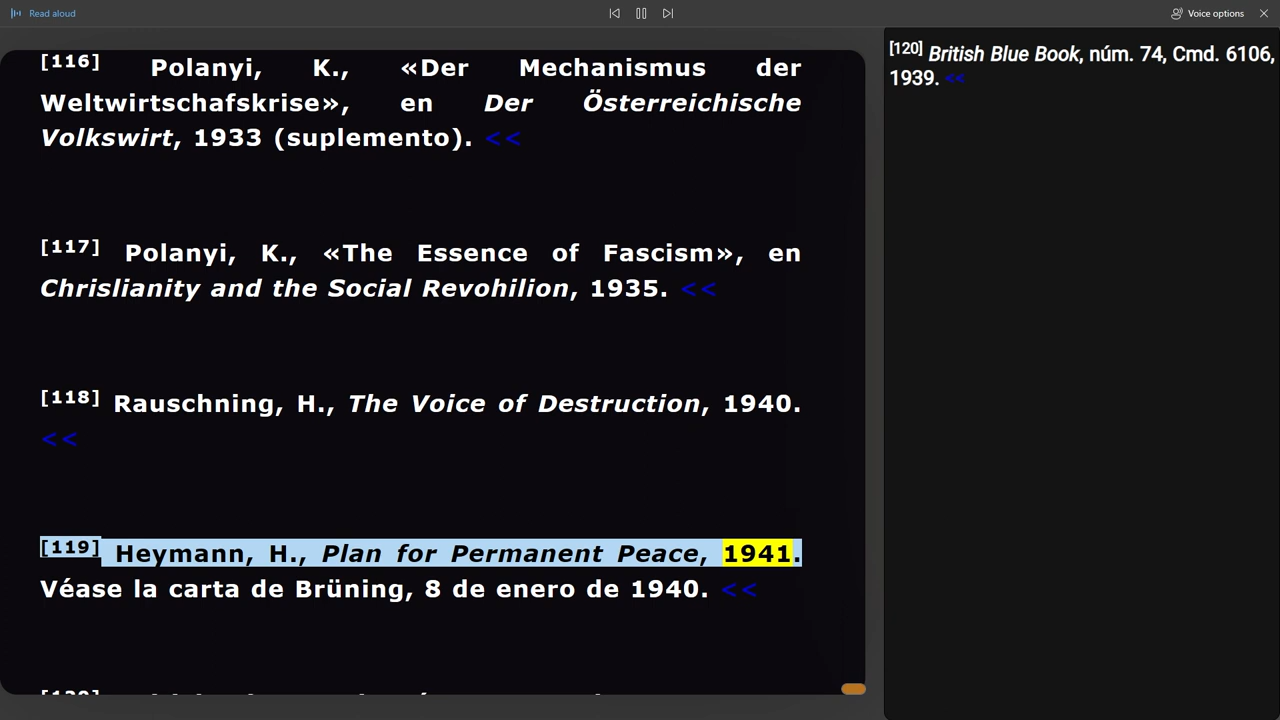 Read aloud
Voice options
[116] Polanyi, K., «Der Mechanismus der
Weltwirtschafskrise», en Der Österreichische
Volkswirt, 1933 (suplemento). <<
[117] Polanyi, K., «The Essence of Fascism», en
Chrislianity and the Social Revohilion, 1935. <<
[118] Rauschning, H., The Voice of Destruction, 1940.
<<
[119] Heymann, H., Plan for Permanent Peace, 1941.
Véase la carta de Brüning, 8 de enero de 1940. <<
[120] British Blue Book, núm. 74, Cmd. 6106,
1939. <<